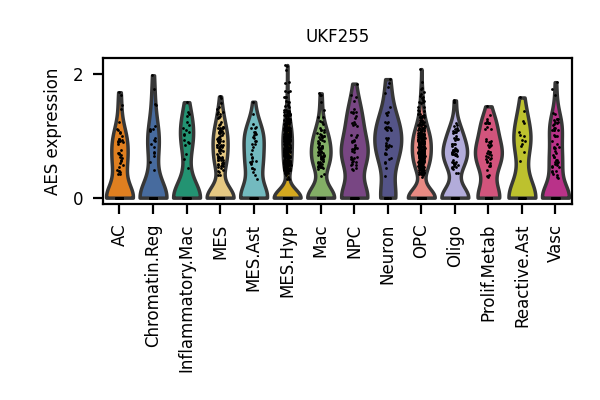 UKF255
AES expression
2
0
AC
Chromatin.Reg
Inflammatory.Mac
MES
MES.Ast
MES.Hyp
Mac
NPC
Neuron
OPC
Oligo
Prolif.Metab
Reactive.Ast
Vasc